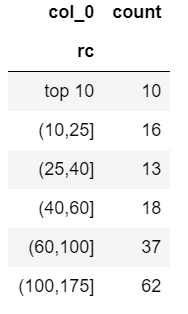 col_0 count
rc
top 10 10
(10,25] 16
(25,40] 13
(40,60] 18
(60,100] 37
(100,175] 62